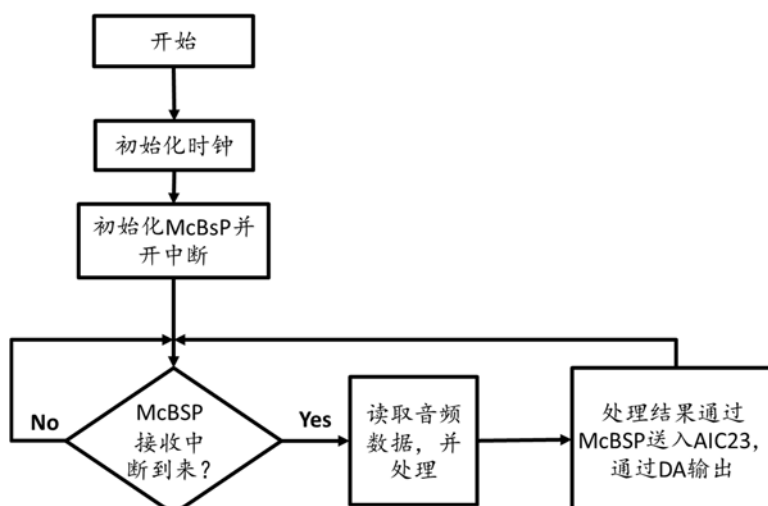 开始
初始化时钟
初始化McBsP并
开中断
No
McBSP
接收中
断到来？
Yes
读取音频
数据，并
处理
处理结果通过
McBSP送入AIC23，
通过DA输出